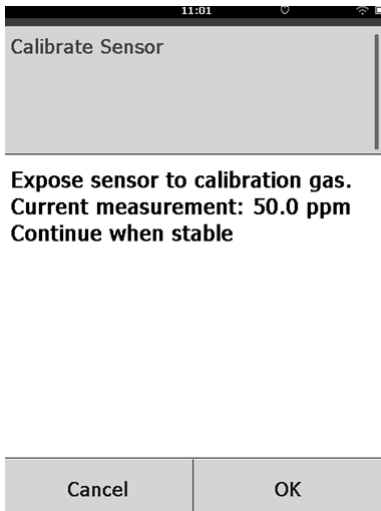 11:01
Calibrate Sensor
Expose sensor to calibration gas.
Current measurement: 50.0 ppm
Continue when stable
Cancel
OK